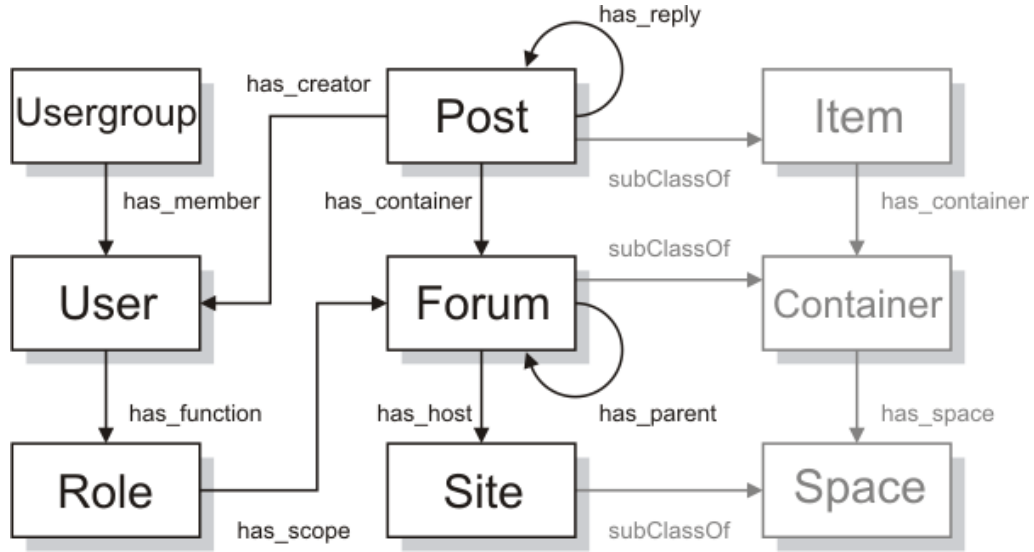 has_reply
has_creator
Usergroup
Post
Item
subClassOf
has_member
has_container
has_container
subClassOf
User
Forum
Container
has_function
has_host
has_parent
has_space
Role
Site
Space
has_scope
subClassOf